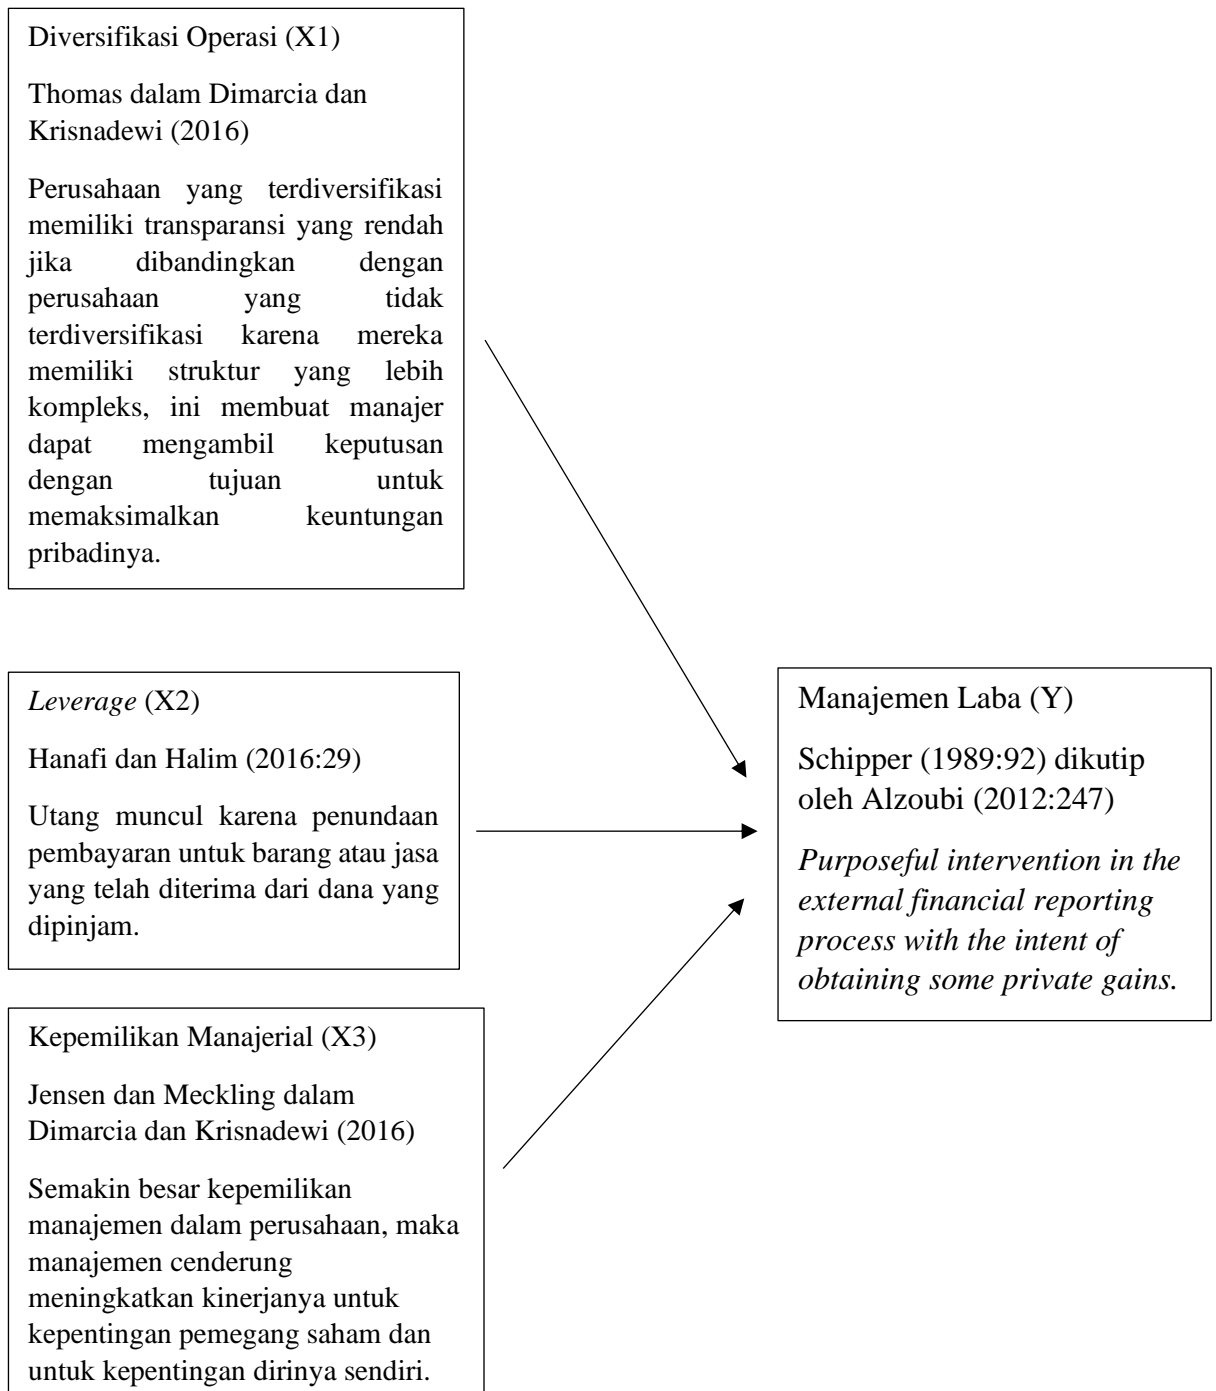 Diversifikasi Operasi (X1)
Thomas dalam Dimarcia dan
Krisnadewi (2016)
Perusahaan yang terdiversifikasi
memiliki transparansi yang rendah
jika dibandingkan dengan
perusahaan yang tidak
terdiversifikasi karena mereka
memiliki struktur yang lebih
kompleks, ini membuat manajer
dapat mengambil keputusan
dengan tujuan untuk
memaksimalkan keuntungan
pribadinya.
Leverage (X2)
Hanafi dan Halim (2016:29)
Utang muncul karena penundaan
pembayaran untuk barang atau jasa
yang telah diterima dari dana yang
dipinjam.
Kepemilikan Manajerial (X3)
Jensen dan Meckling dalam
Dimarcia dan Krisnadewi (2016)
Semakin besar kepemilikan
manajemen dalam perusahaan, maka
manajemen cenderung
meningkatkan kinerjanya untuk
kepentingan pemegang saham dan
untuk kepentingan dirinya sendiri.
Manajemen Laba (Y)
Schipper (1989:92) dikutip
oleh Alzoubi (2012:247)
Purposeful intervention in the
external financial reporting
process with the intent of
obtaining some private gains.